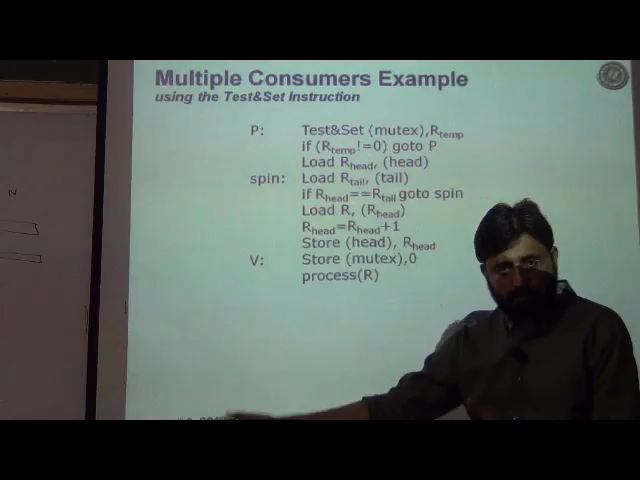 Multiple Consumers Example
using the Test&Set Instruction
P: Test&Set (mutex),Rtemp
if (Rtemp!=0) goto P
Load Rhead, (head)
spin: Load Rtail, (tail)
if Rhead==Rtail goto spin
Load R, (Rhead)
Rhead=Rhead+1
Store (head), Rhead
V: Store (mutex),0
process(R)
2